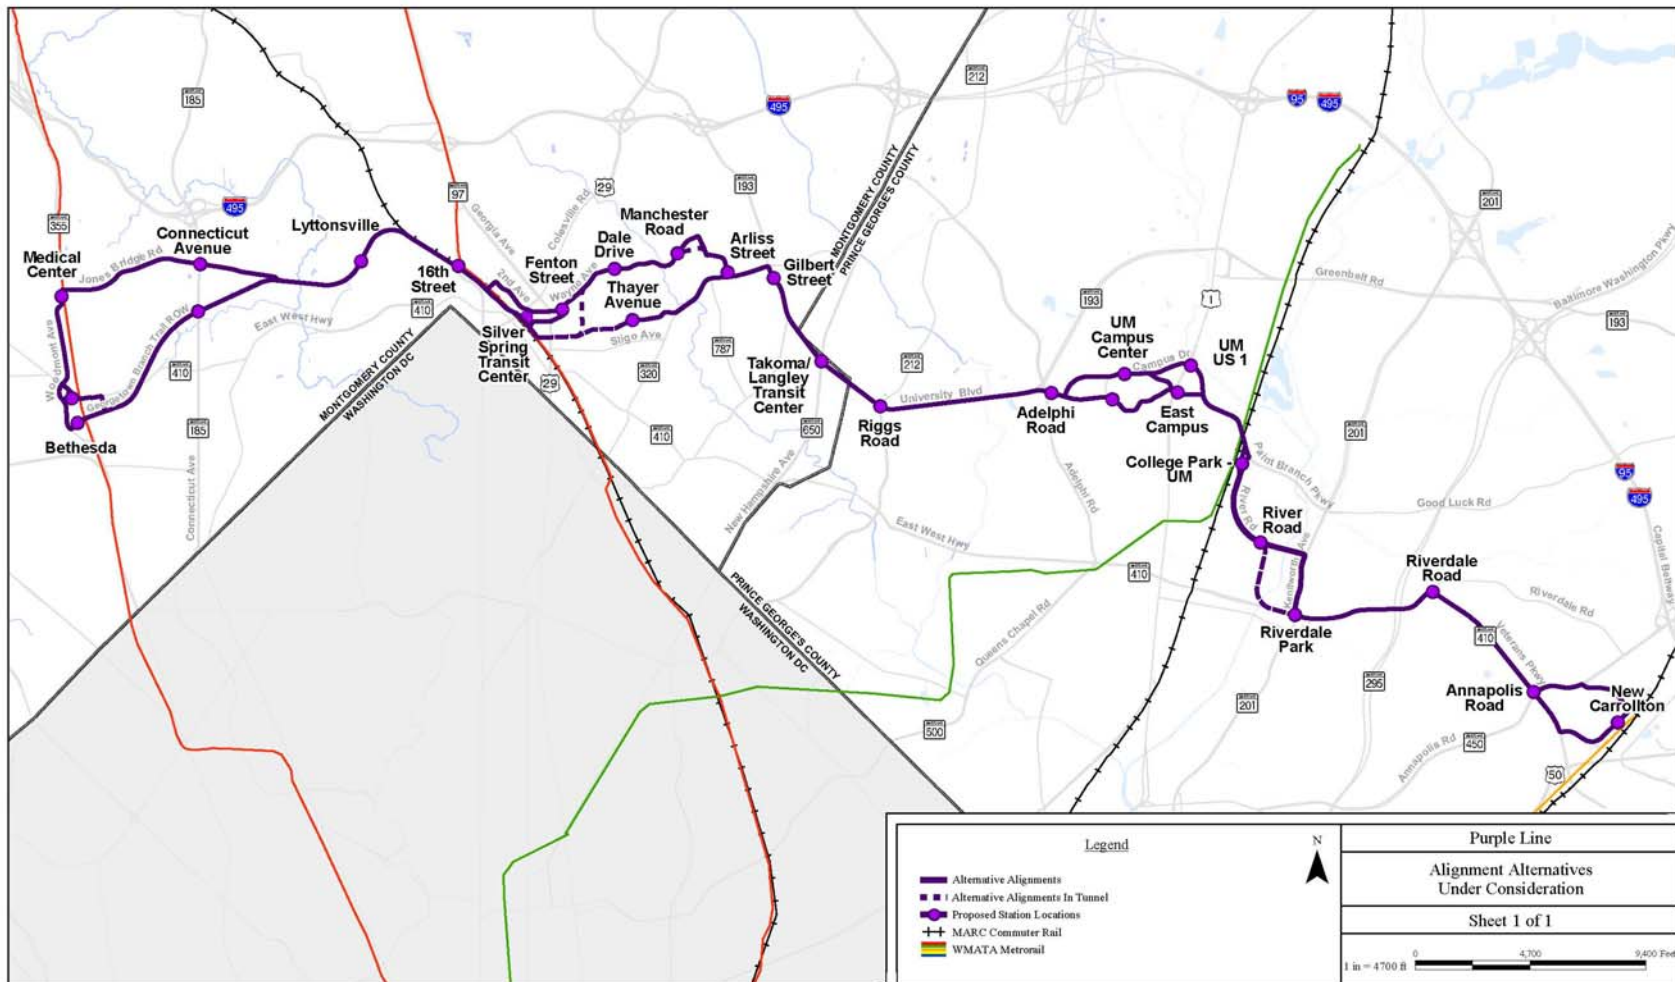 212
185
495
95
495
MONTGOMERY COUNTY
PRINCE GEORGE'S COUNTY
97
29
193
201
355
495
Georgia Ave
Colesville Rd
Manchester
Road
Lyttonsville
Connecticut
Avenue
Medical
Center
Jones Bridge Rd
Dale
Drive
Arliss
Street
Fenton
Street
Wayne Ave
2nd Ave
16th
Street
Thayer
Avenue
Gilbert
Street
Greenbelt Rd
Baltimore Washington Pkwy
193
1
193
410
East West Hwy
Georgetown Branch Trail ROW
Woodmont Ave
410
Silver
Spring
Transit
Center
Sligo Ave
787
320
29
UM
Campus
Center
Campus Dr
UM
US 1
212
Takoma/
Langley
Transit
Center
University Blvd
MONTGOMERY COUNTY
WASHINGTON DC
Bethesda
185
Connecticut Ave
410
650
Riggs
Road
Adelphi
Road
East
Campus
201
College Park -
UM
Paint Branch Pkwy
95
495
New Hampshire Ave
Adelphi Rd
River Rd
Good Luck Rd
East West Hwy
River
Road
Kenilworth Ave
Capital Beltway
410
Riverdale
Road
Riverdale Rd
PRINCE GEORGE'S COUNTY
WASHINGTON DC
Queens Chapel Rd
Riverdale
Park
410
Veterans Pkwy
295
201
Annapolis
Road
New
Carrollton
500
Annapolis Rd
450
50
Legend
N
Alternative Alignments
Alternative Alignments In Tunnel
Proposed Station Locations
MARC Commuter Rail
WMATA Metrorail
Purple Line
Alignment Alternatives
Under Consideration
Sheet 1 of 1
0 4,700 9,400 Feet
1 in = 4700 ft